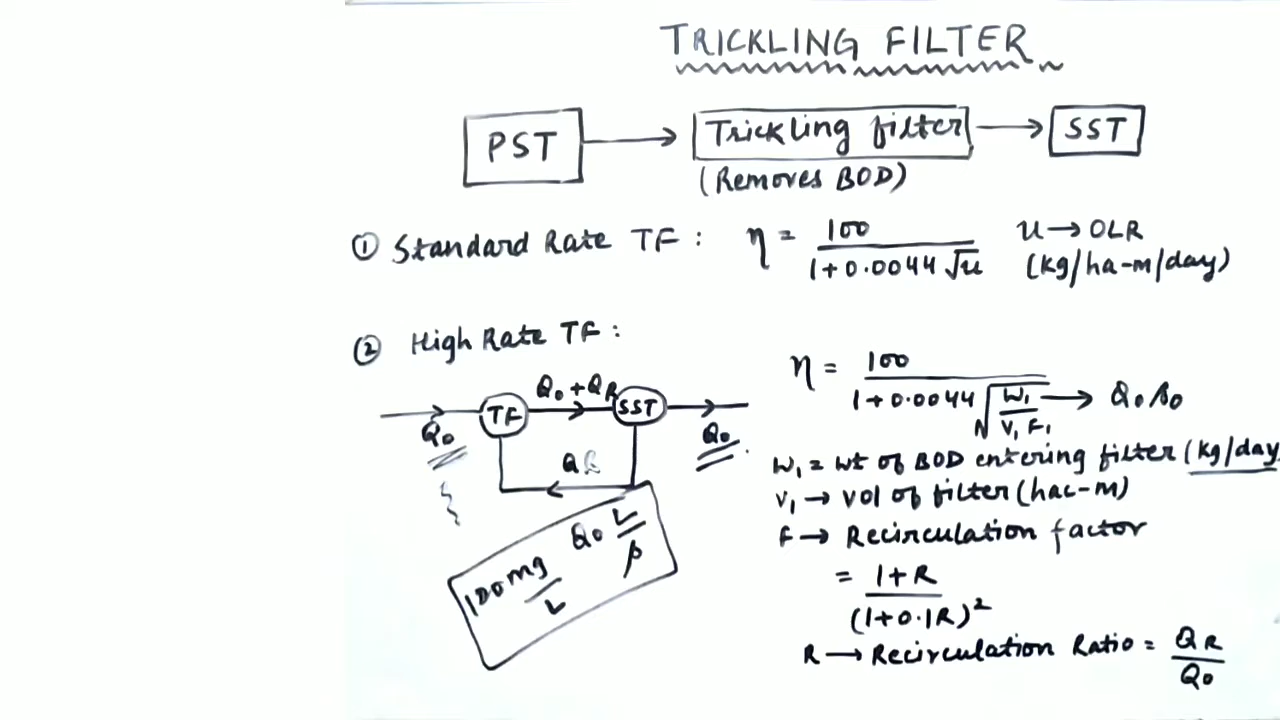 TRICKLING FILTER
PST → Trickling filter → SST
(Removes BOD)
① Standard Rate TF : η = 100 / 1+0.0044 √u
u → OLR
(kg/ha-m/day)
② High Rate TF :
η = 100 / 1+0.0044 √(W₁ / V₁ F₁) → Q₀ S₀
Q₀ + QR
TF
SST
Q₀
Q₀
QR
W₁ = wt of BOD entering filter (kg/day
V₁ → vol of filter (hac-m)
F → Recirculation factor
= 1+R / (1+0.1R)²
R → Recirculation Ratio = QR / Q₀
100 mg / L
Q₀ L /